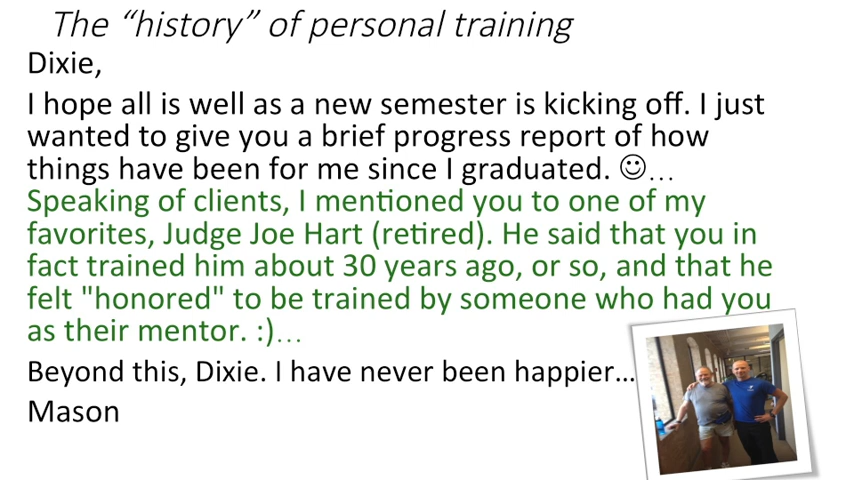 The “history” of personal training
Dixie,
I hope all is well as a new semester is kicking off. I just
wanted to give you a brief progress report of how
things have been for me since I graduated. ☺…
Speaking of clients, I mentioned you to one of my
favorites, Judge Joe Hart (retired). He said that you in
fact trained him about 30 years ago, or so, and that he
felt "honored" to be trained by someone who had you
as their mentor. :)…
Beyond this, Dixie. I have never been happier…
Mason